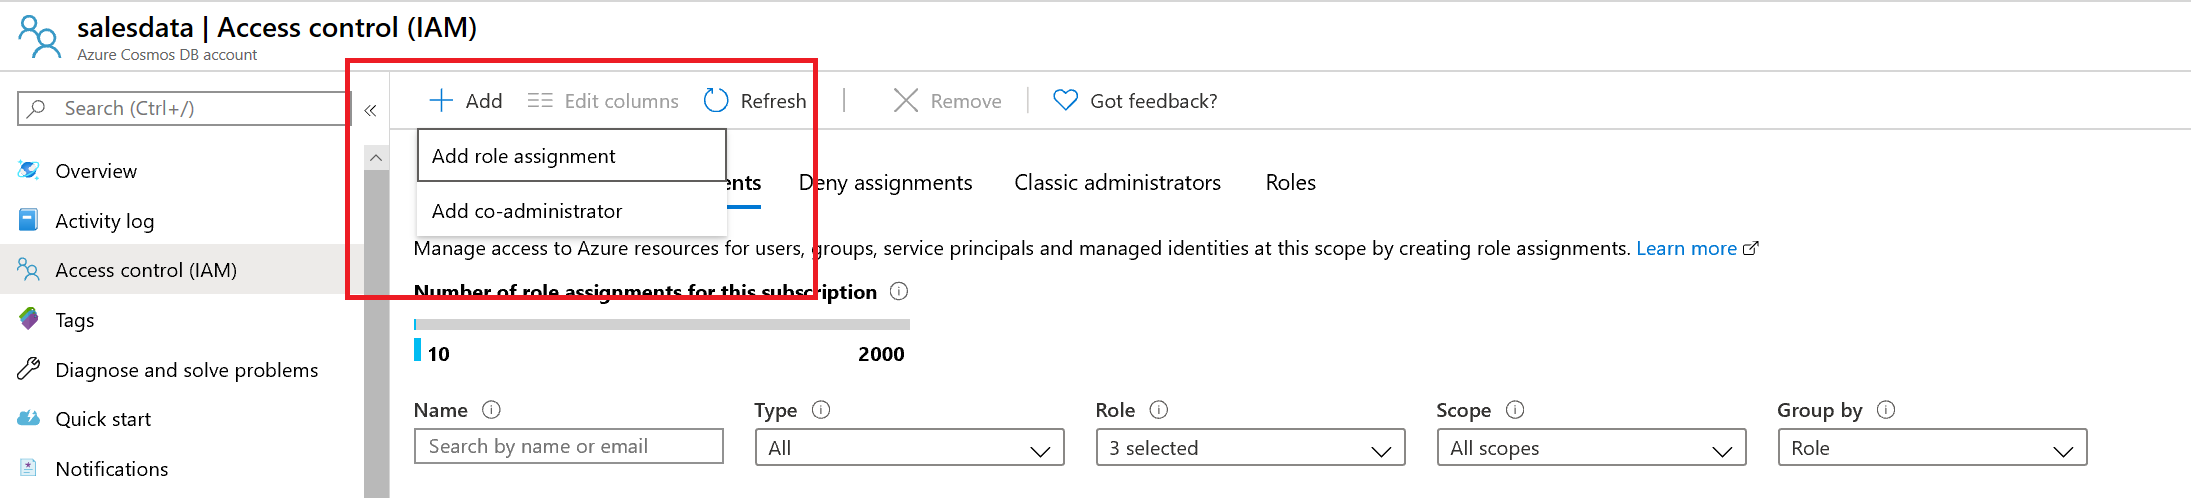 salesdata | Access control (IAM)
Azure Cosmos DB account
Search (Ctrl+/)
«
Add
Edit columns
Refresh
Remove
Got feedback?
Add role assignment
Add co-administrator
Overview
Activity log
Access control (IAM)
Tags
Diagnose and solve problems
Quick start
Notifications
Deny assignments
Classic administrators
Roles
Manage access to Azure resources for users, groups, service principals and managed identities at this scope by creating role assignments. Learn more
Number of role assignments for this subscription
10
2000
Name
Type
Role
Scope
Group by
Search by name or email
All
3 selected
All scopes
Role